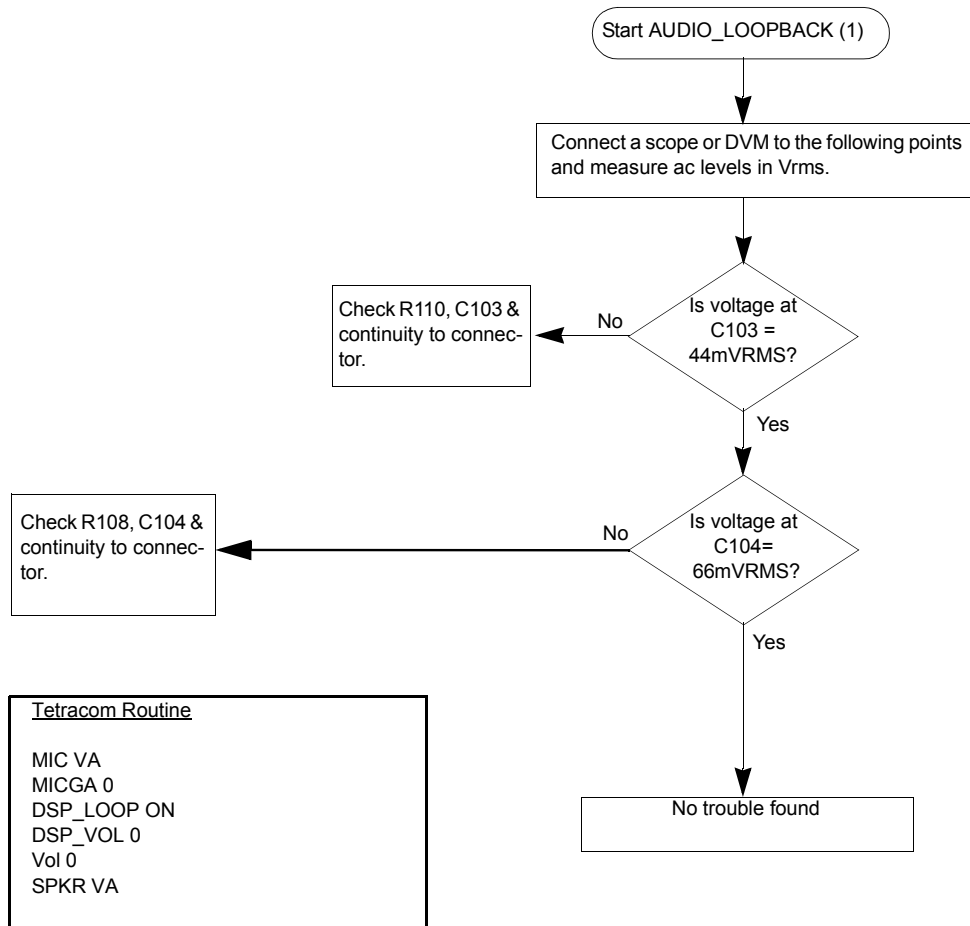 Start AUDIO_LOOPBACK (1)
Connect a scope or DVM to the following points
and measure ac levels in Vrms.
Is voltage at
C103 =
44mVRMS?
No
Check R110, C103 &
continuity to connec-
tor.
Yes
Is voltage at
C104=
66mVRMS?
No
Check R108, C104 &
continuity to connec-
tor.
Yes
No trouble found
Tetracom Routine
MIC VA
MICGA 0
DSP_LOOP ON
DSP_VOL 0
Vol 0
SPKR VA